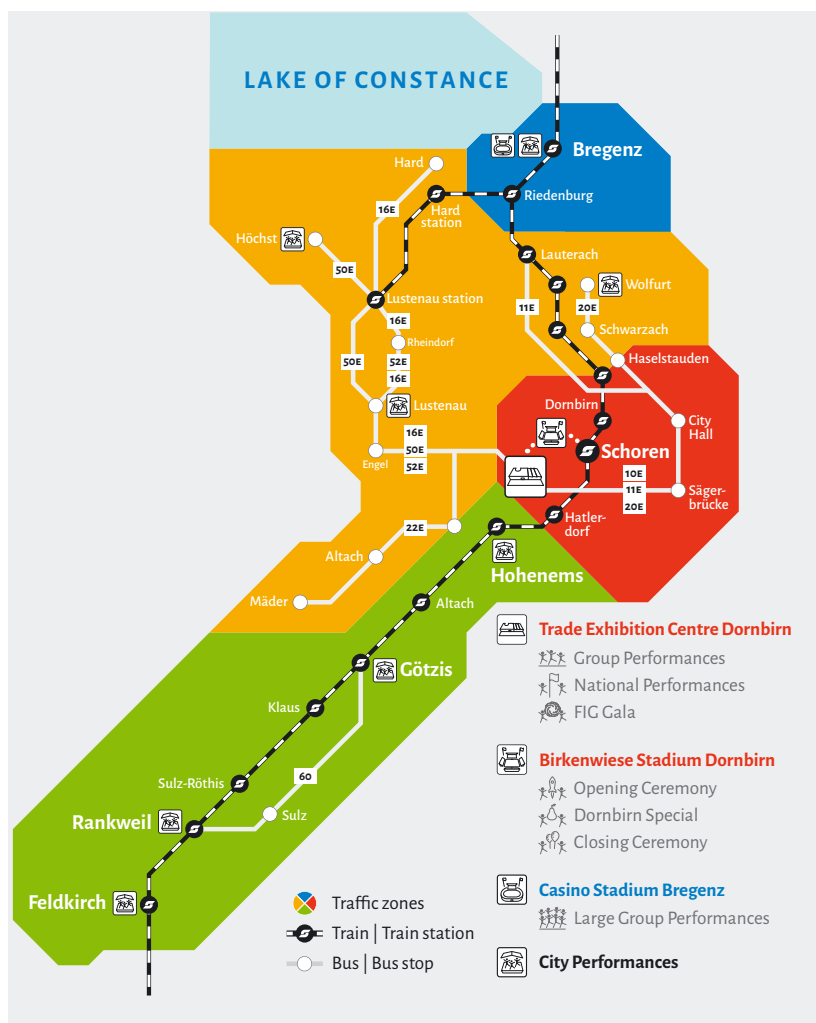 LAKE OF CONSTANCE
Bregenz
Hard
Riedenburg
16E
Hard
station
Höchst
Lauterach
50E
Wolfurt
Lustenau station
11E
20E
16E
Schwarzach
Rheindorf
50E
52E
Haselstauden
16E
Lustenau
Dornbirn
City
Hall
16E
50E
Schoren
Engel
52E
10E
11E
20E
Säger-
brücke
22E
Hatler-
dorf
Altach
Hohenems
Mäder
Altach
Götzis
Klaus
60
Sulz-Röthis
Sulz
Rankweil
Feldkirch
Trade Exhibition Centre Dornbirn
Group Performances
National Performances
FIG Gala
Birkenwiese Stadium Dornbirn
Opening Ceremony
Dornbirn Special
Closing Ceremony
Casino Stadium Bregenz
Large Group Performances
City Performances
Traffic zones
Train | Train station
Bus | Bus stop